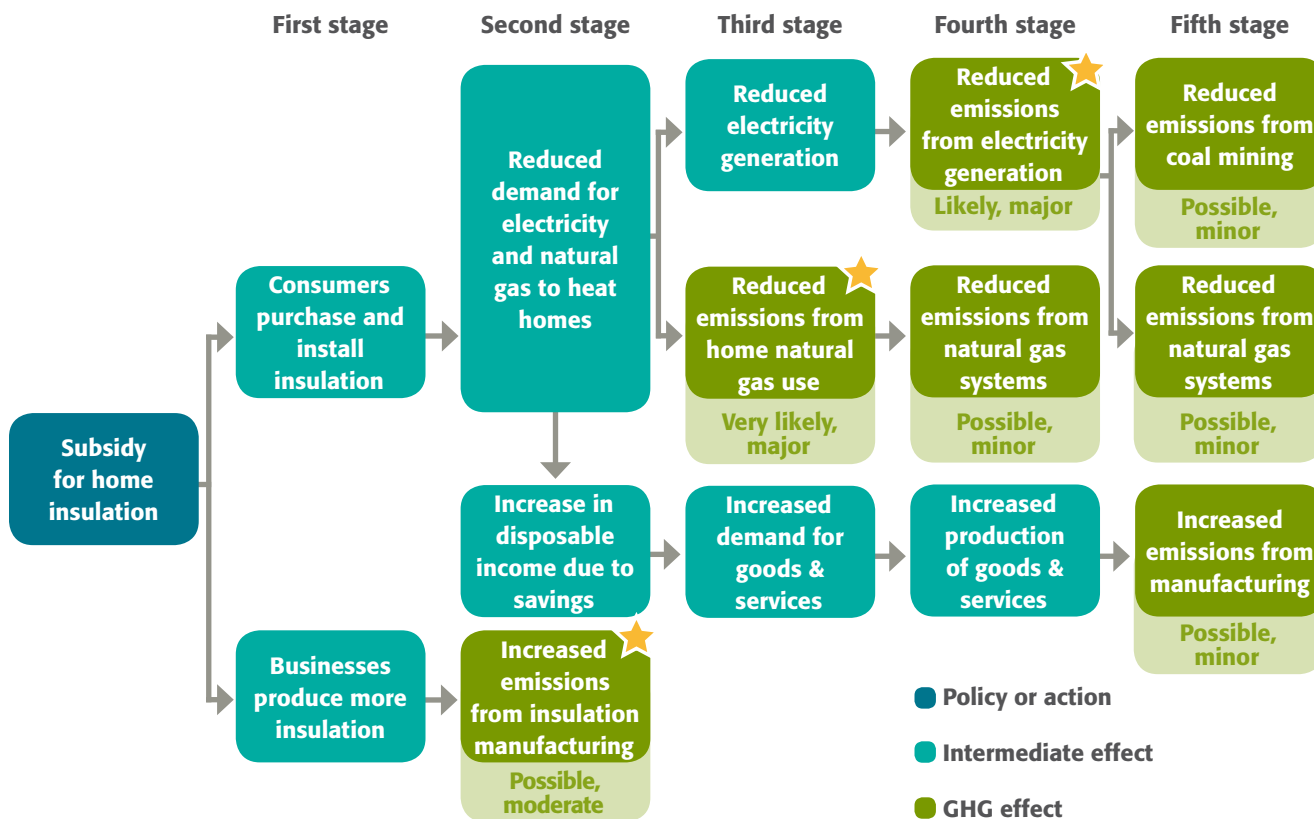 First stage
Second stage
Third stage
Fourth stage
Fifth stage
Subsidy
for home
insulation
Consumers
purchase and
install
insulation
Reduced
demand for
electricity
and natural
gas to heat
homes
Reduced
electricity
generation
Reduced
emissions
from electricity
generation
Likely, major
Reduced
emissions from
coal mining
Possible,
minor
Reduced
emissions from
home natural
gas use
Very likely,
major
Reduced
emissions from
natural gas
systems
Possible,
minor
Reduced
emissions from
natural gas
systems
Possible,
minor
Increase in
disposable
income due to
savings
Increased
demand for
goods &
services
Increased
production
of goods &
services
Increased
emissions from
manufacturing
Possible,
minor
Businesses
produce more
insulation
Increased
emissions
from insulation
manufacturing
Possible,
moderate
Policy or action
Intermediate effect
GHG effect